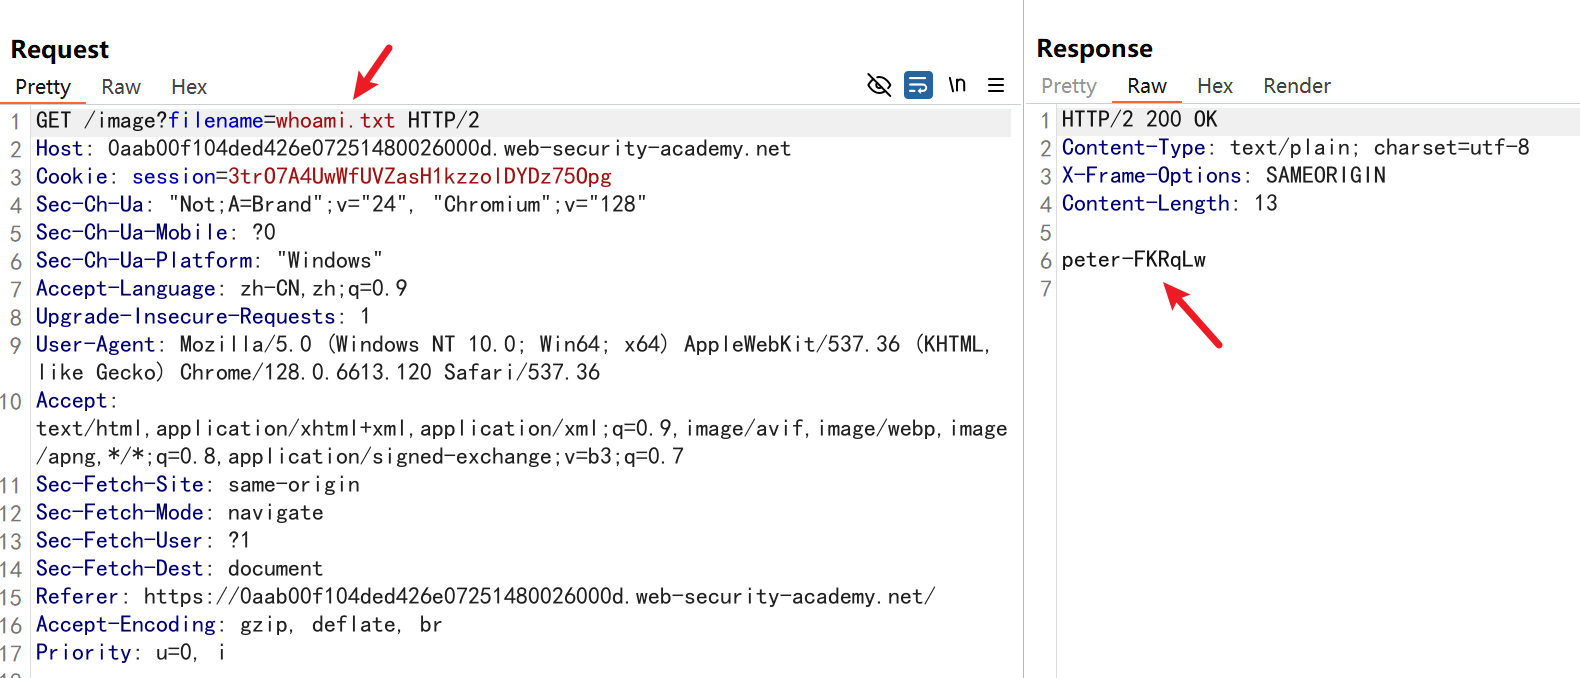 Request
Pretty Raw Hex
\n
1 GET /image?filename=whoami.txt HTTP/2
2 Host: 0aab00f104ded426e07251480026000d.web-security-academy.net
3 Cookie: session=3trO7A4UwWfUVZasH1kzzolDYDz75Opg
4 Sec-Ch-Ua: "Not;A=Brand";v="24", "Chromium";v="128"
5 Sec-Ch-Ua-Mobile: ?0
6 Sec-Ch-Ua-Platform: "Windows"
7 Accept-Language: zh-CN,zh;q=0.9
8 Upgrade-Insecure-Requests: 1
9 User-Agent: Mozilla/5.0 (Windows NT 10.0; Win64; x64) AppleWebKit/537.36 (KHTML,
like Gecko) Chrome/128.0.6613.120 Safari/537.36
10 Accept:
text/html,application/xhtml+xml,application/xml;q=0.9,image/avif,image/webp,image
/apng,*/*;q=0.8,application/signed-exchange;v=b3;q=0.7
11 Sec-Fetch-Site: same-origin
12 Sec-Fetch-Mode: navigate
13 Sec-Fetch-User: ?1
14 Sec-Fetch-Dest: document
15 Referer: https://0aab00f104ded426e07251480026000d.web-security-academy.net/
16 Accept-Encoding: gzip, deflate, br
17 Priority: u=0, i
Response
Pretty Raw Hex Render
1 HTTP/2 200 OK
2 Content-Type: text/plain; charset=utf-8
3 X-Frame-Options: SAMEORIGIN
4 Content-Length: 13
5
6 peter-FKRqLw
7